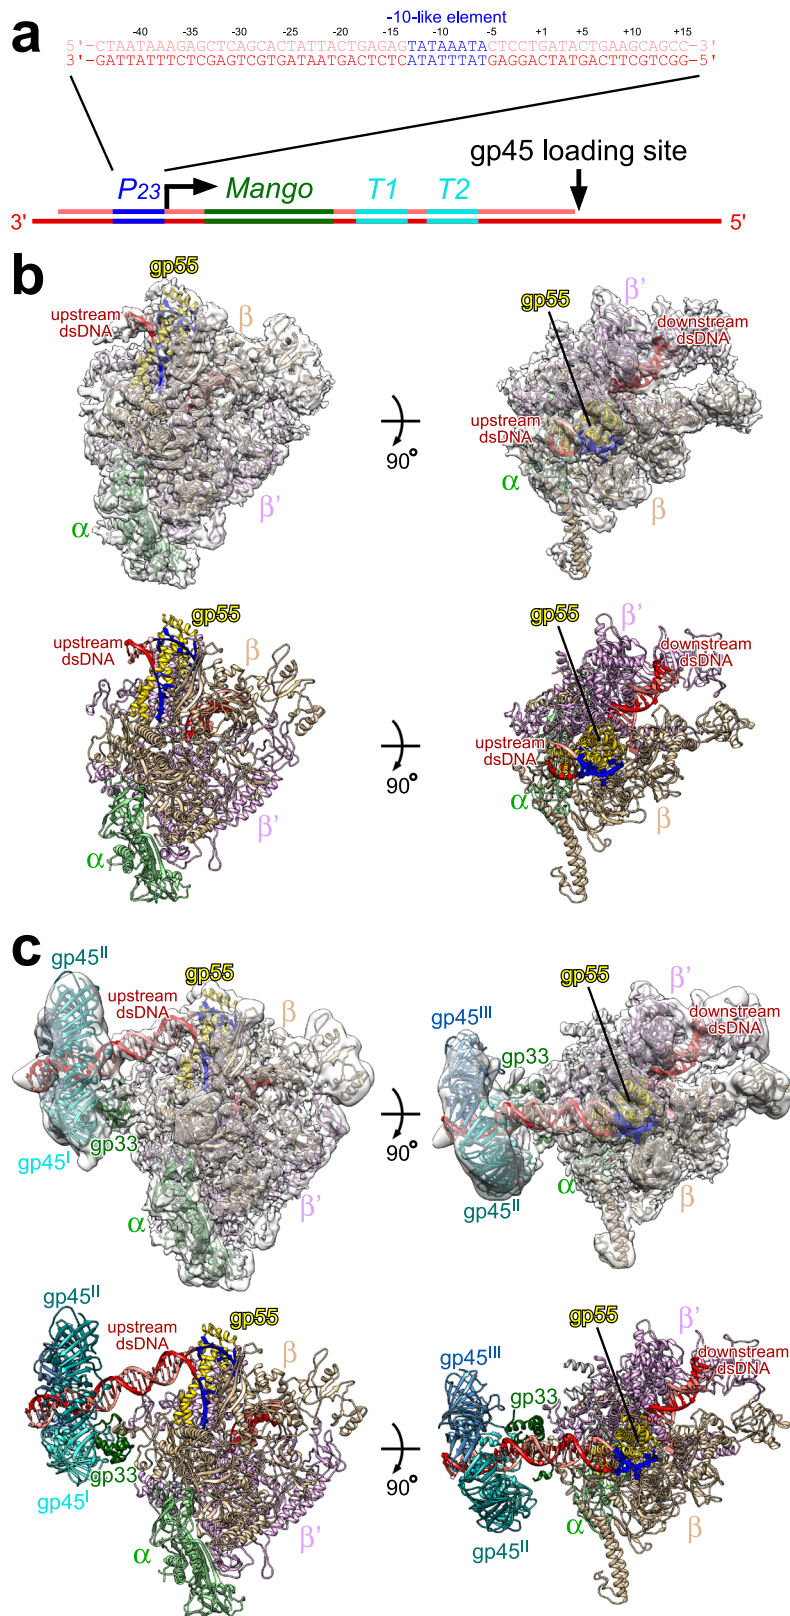 a
-10-like element
-40 -35 -30 -25 -20 -15 -10 -5 +1 +5 +10 +15
5'-CTAATAAAGAGCTCAGCACTATTACTGAGAGTATAAATACTCCTGATACTGAAGCAGCC-3'
3'-GATTATTTCTCGAGTCGTGATAATGACTCTCATATTTATGAGGACTATGACTTCGTCGG-5'
gp45 loading site
P23 Mango T1 T2
3' 5'
b
gp55
upstream dsDNA
β
α
β'
90°
gp55
β'
downstream dsDNA
upstream dsDNA
α
β
gp55
upstream dsDNA
β
α
β'
90°
gp55
β'
downstream dsDNA
upstream dsDNA
α
β
c
gp45II
upstream dsDNA
gp55
β
gp33
gp45I
α
β'
90°
gp55
β'
gp45III
gp33
downstream dsDNA
α
gp45II
β
gp45II
upstream dsDNA
gp55
β
gp33
gp45I
α
β'
90°
gp55
β'
gp45III
gp33
downstream dsDNA
α
gp45II
β